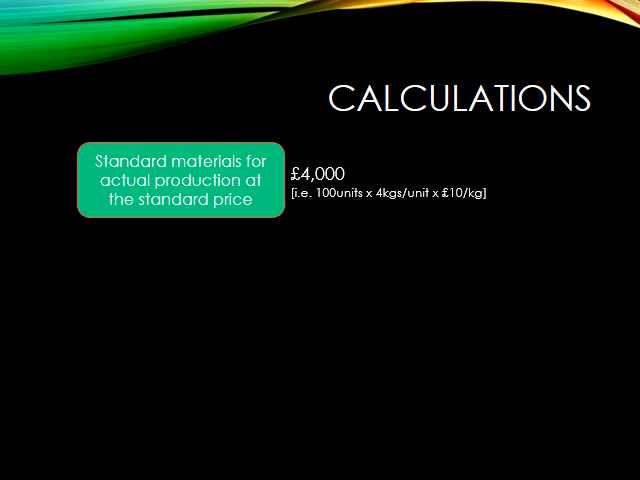 CALCULATIONS
Standard materials for
actual production at
the standard price
£4,000
[i.e. 100units x 4kgs/unit x £10/kg]